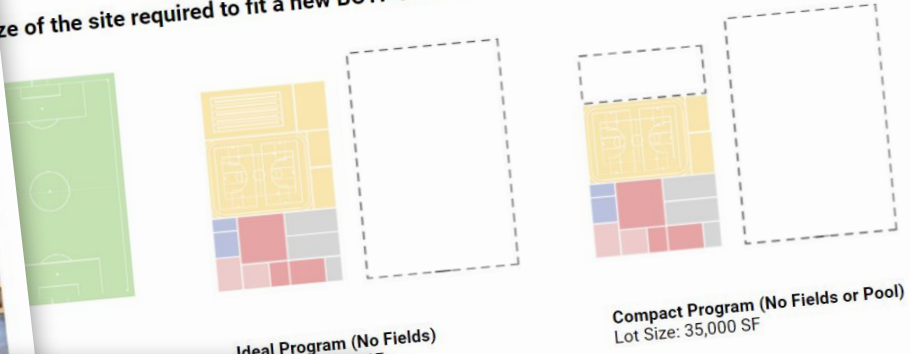 ze of the site required to fit a new
Ideal Program (No Fields)
Compact Program (No Fields or Pool)
Lot Size: 35,000 SF